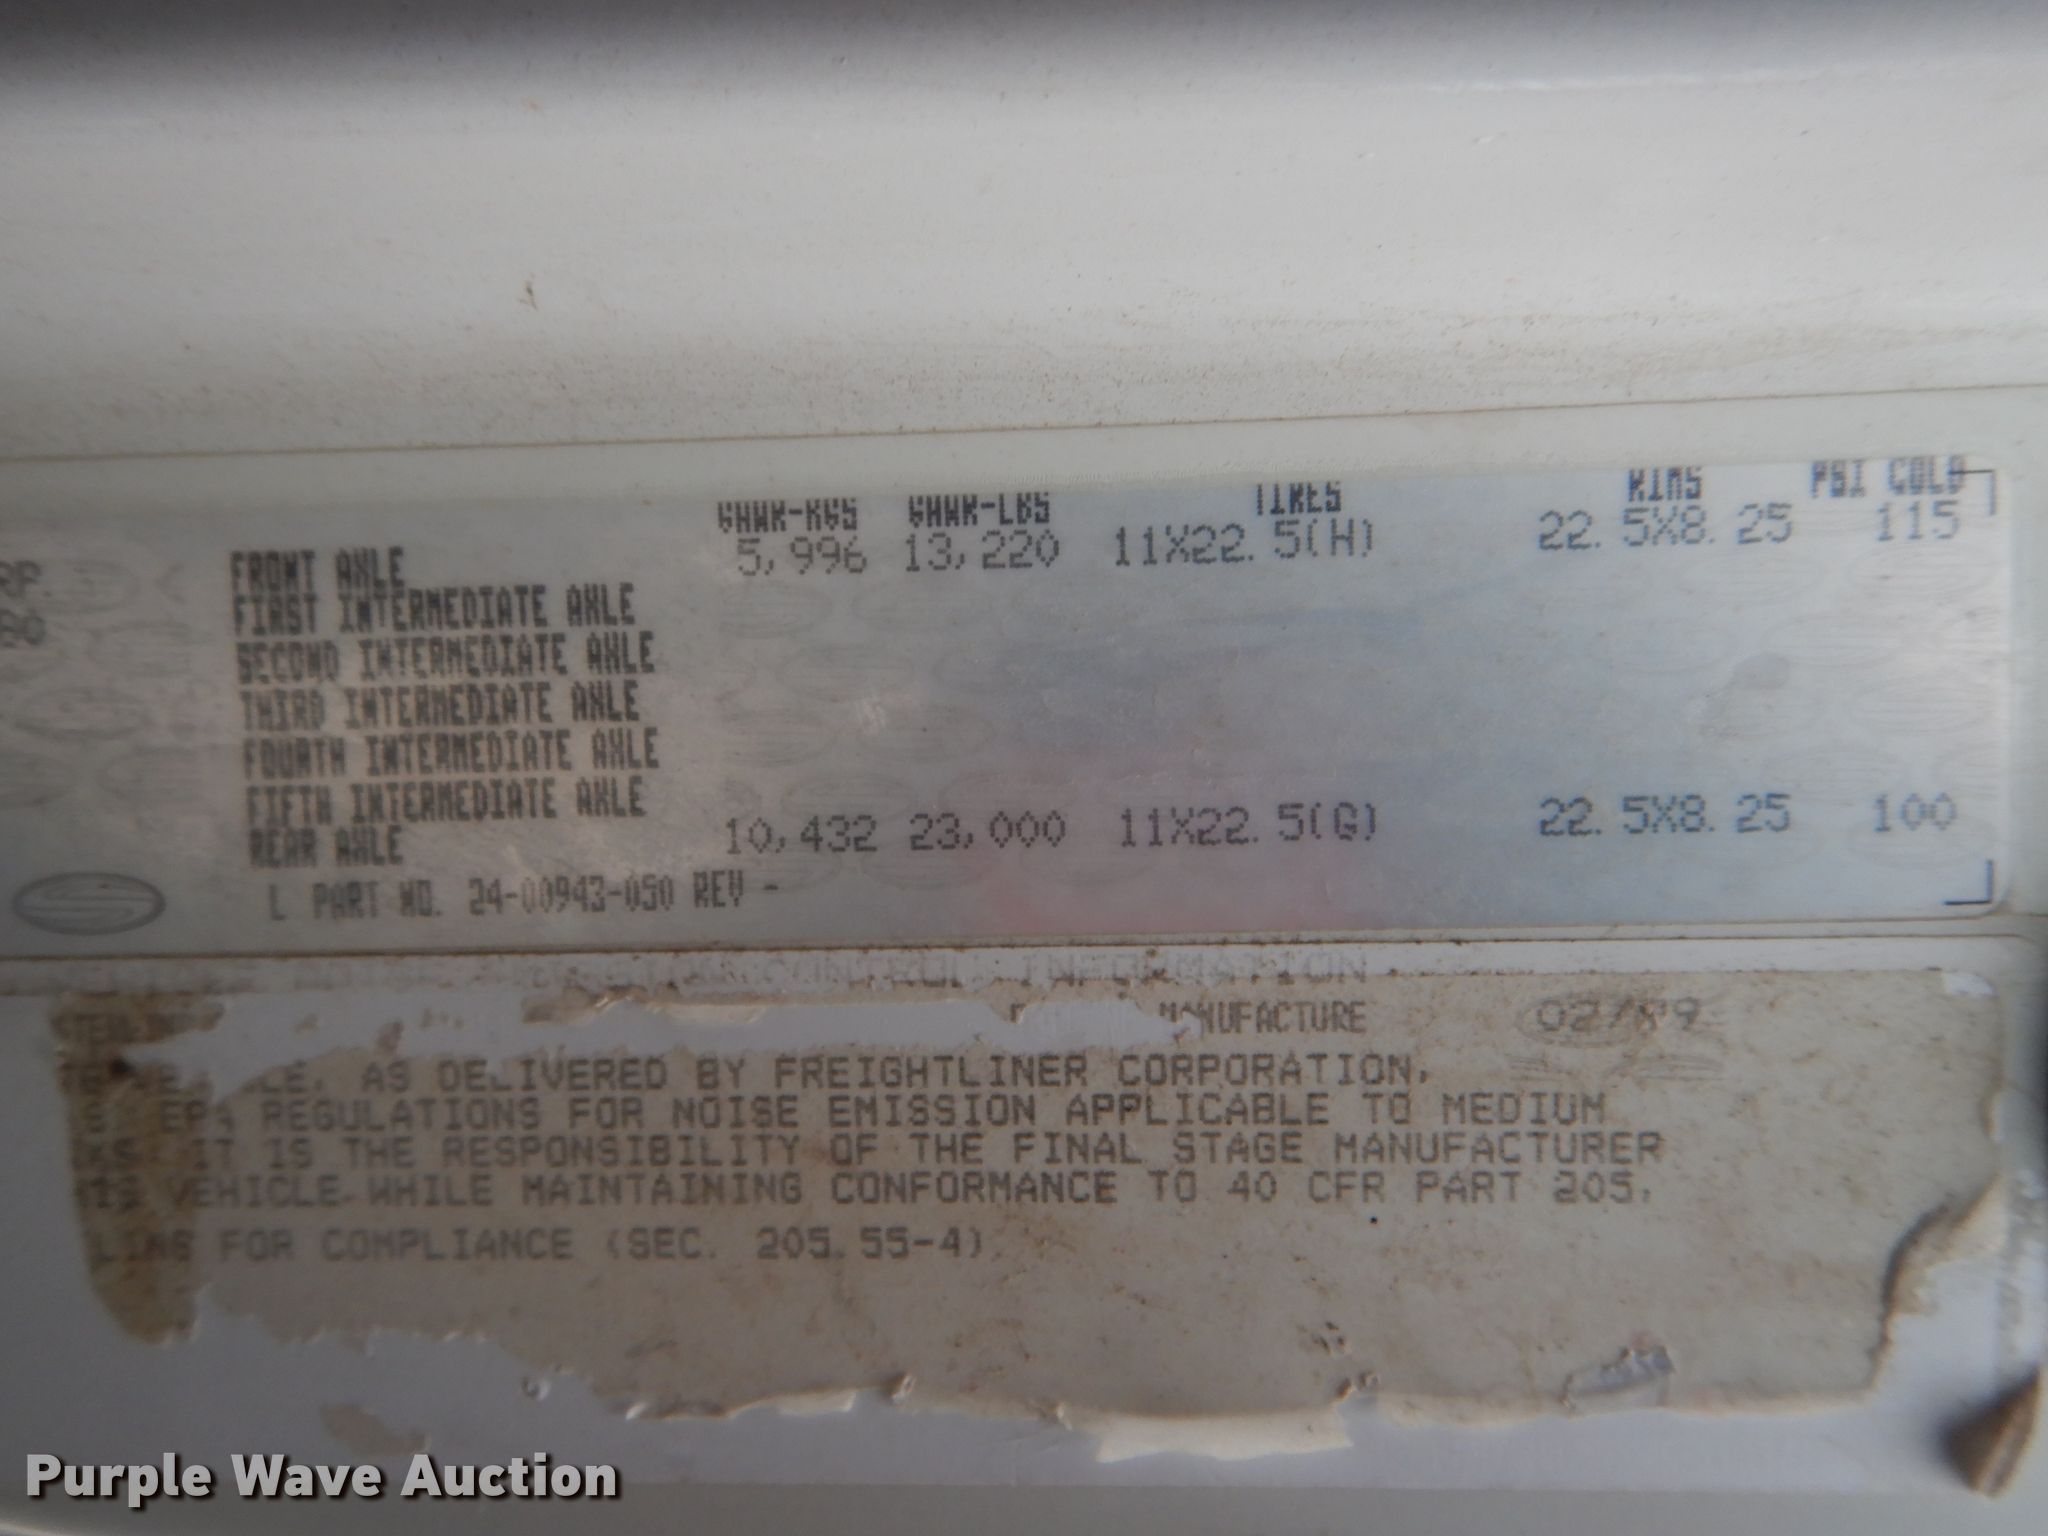 GAWR-KGS GAWR-LBS TIRES RIMS PSI COLD
FRONT AXLE 5,996 13,220 11X22.5(H) 22.5X8.25 115
FIRST INTERMEDIATE AXLE
SECOND INTERMEDIATE AXLE
THIRD INTERMEDIATE AXLE
FOURTH INTERMEDIATE AXLE
FIFTH INTERMEDIATE AXLE
REAR AXLE 10,432 23,000 11X22.5(G) 22.5X8.25 100
L PART NO. 24-00943-050 REV -
CONTROL INFORMATION
MANUFACTURE 02/99
AS DELIVERED BY FREIGHTLINER CORPORATION,
EPA REGULATIONS FOR NOISE EMISSION APPLICABLE TO MEDIUM
IT IS THE RESPONSIBILITY OF THE FINAL STAGE MANUFACTURER
VEHICLE WHILE MAINTAINING CONFORMANCE TO 40 CFR PART 205.
FOR COMPLIANCE (SEC. 205.55-4)
Purple Wave Auction